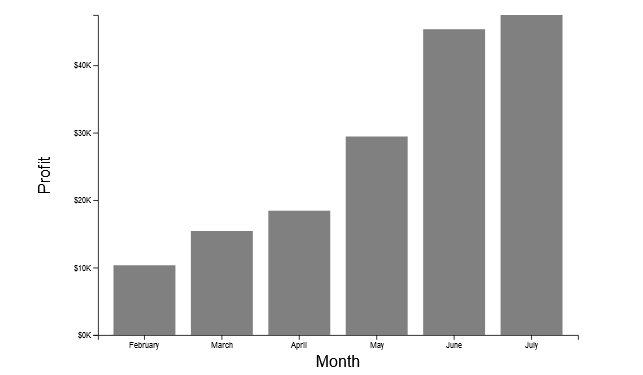 $40K
$30K
$20K
$10K
$0K
Profit
February March April May June July
Month